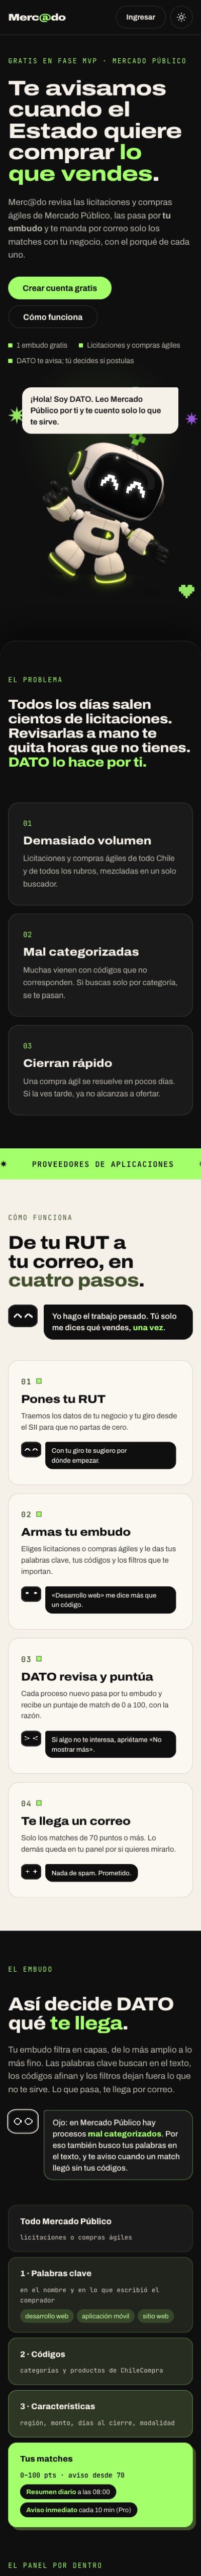 Merc@do
Ingresar
GRATIS EN FASE MVP · MERCADO PÚBLICO
Te avisamos
cuando el
Estado quiere
comprar lo
que vendes.
Merc@do revisa las licitaciones y compras
ágiles de Mercado Público, las pasa por tu
embudo y te manda por correo solo los
matches con tu negocio, con el porqué de cada
uno.
Crear cuenta gratis
Cómo funciona
1 embudo gratis
Licitaciones y compras ágiles
DATO te avisa; tú decides si postulas
¡Hola! Soy DATO. Leo Mercado
Público por ti y te cuento solo lo que
te sirve.
EL PROBLEMA
Todos los días salen
cientos de licitaciones.
Revisarlas a mano te
quita horas que no tienes.
DATO lo hace por ti.
01
Demasiado volumen
Licitaciones y compras ágiles de todo Chile
y de todos los rubros, mezcladas en un solo
buscador.
02
Mal categorizadas
Muchas vienen con códigos que no
corresponden. Si buscas solo por categoría,
se te pasan.
03
Cierran rápido
Una compra ágil se resuelve en pocos días.
Si la ves tarde, ya no alcanzas a ofertar.
PROVEEDORES DE APLICACIONES
CÓMO FUNCIONA
De tu RUT a
tu correo, en
cuatro pasos.
Yo hago el trabajo pesado. Tú solo
me dices qué vendes, una vez.
01
Pones tu RUT
Traemos los datos de tu negocio y tu giro desde
el SII para que no partas de cero.
Con tu giro te sugiero por
dónde empezar.
02
Armas tu embudo
Eliges licitaciones o compras ágiles y le das tus
palabras clave, tus códigos y los filtros que te
importan.
«Desarrollo web» me dice más que
un código.
03
DATO revisa y puntúa
Cada proceso nuevo pasa por tu embudo y
recibe un puntaje de match de 0 a 100, con la
razón.
Si algo no te interesa, apriétame «No
mostrar más».
04
Te llega un correo
Solo los matches de 70 puntos o más. Lo
demás queda en tu panel por si quieres mirarlo.
Nada de spam. Prometido.
EL EMBUDO
Así decide DATO
qué te llega.
Tu embudo filtra en capas, de lo más amplio a lo
más fino. Las palabras clave buscan en el texto,
los códigos afinan y los filtros dejan fuera lo que
no te sirve. Lo que pasa, te llega por correo.
Ojo: en Mercado Público hay
procesos mal categorizados. Por
eso también busco tus palabras en
el texto, y te aviso cuando un match
llegó sin tus códigos.
Todo Mercado Público
licitaciones o compras ágiles
1 · Palabras clave
en el nombre y en lo que escribió el
comprador
desarrollo web
aplicación móvil
sitio web
2 · Códigos
categorías y productos de ChileCompra
3 · Características
región, monto, días al cierre, modalidad
Tus matches
0–100 pts · aviso desde 70
Resumen diario a las 08:00
Aviso inmediato cada 10 min (Pro)
EL PANEL POR DENTRO